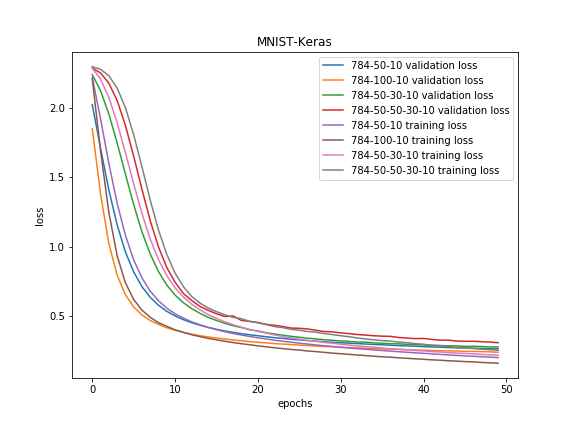 MNIST-Keras
784-50-10 validation loss
784-100-10 validation loss
784-50-30-10 validation loss
784-50-50-30-10 validation loss
784-50-10 training loss
784-100-10 training loss
784-50-30-10 training loss
784-50-50-30-10 training loss
loss
2.0
1.5
1.0
0.5
0 10 20 30 40 50
epochs